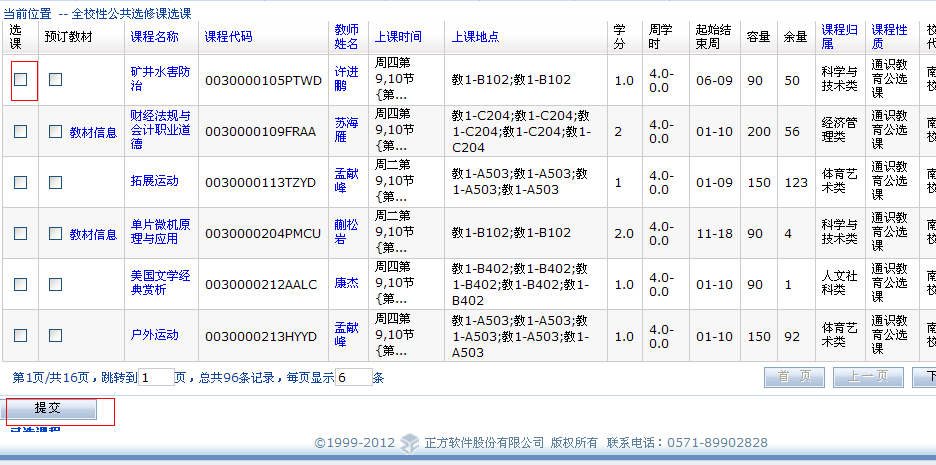 当前位置 -- 全校性公共选修课选课
选课 预订教材 课程名称 课程代码 教师姓名 上课时间 上课地点 学分 周学时 起始结束周 容量 余量 课程归属 课程性质 校
矿井水害防治 0030000105PTWD 许进鹏 周四第9,10节{第... 教1-B102;教1-B102 1.0 4.0-0.0 06-09 90 50 科学与技术类 通识教育公选课 南校
教材信息 财经法规与会计职业道德 0030000109FRAA 苏海雁 周四第9,10节{第... 教1-C204;教1-C204;教1-C204;教1-C204;教1-C204 2 4.0-0.0 01-10 200 56 经济管理类 通识教育公选课 南校
拓展运动 0030000113TZYD 孟献峰 周二第9,10节{第... 教1-A503;教1-A503;教1-A503;教1-A503 1 4.0-0.0 01-09 150 123 体育艺术类 通识教育公选课 南校
教材信息 单片微机原理与应用 0030000204PMCU 蒯松岩 周二第9,10节{第... 教1-B102;教1-B102 2.0 4.0-0.0 11-18 90 4 科学与技术类 通识教育公选课 南校
美国文学经典赏析 0030000212AALC 康杰 周四第9,10节{第... 教1-B402;教1-B402;教1-B402;教1-B402;教1-B402 1.0 4.0-0.0 01-10 90 1 人文社科类 通识教育公选课 南校
户外运动 0030000213HYYD 孟献峰 周四第9,10节{第... 教1-A503;教1-A503;教1-A503;教1-A503;教1-A503 1.0 4.0-0.0 01-10 150 92 体育艺术类 通识教育公选课 南校
第1页/共16页，跳转到 1 页，总共96条记录，每页显示 6 条 首 页 上一页 下
提交
已选课程
©1999-2012 正方软件股份有限公司 版权所有 联系电话：0571-89902828